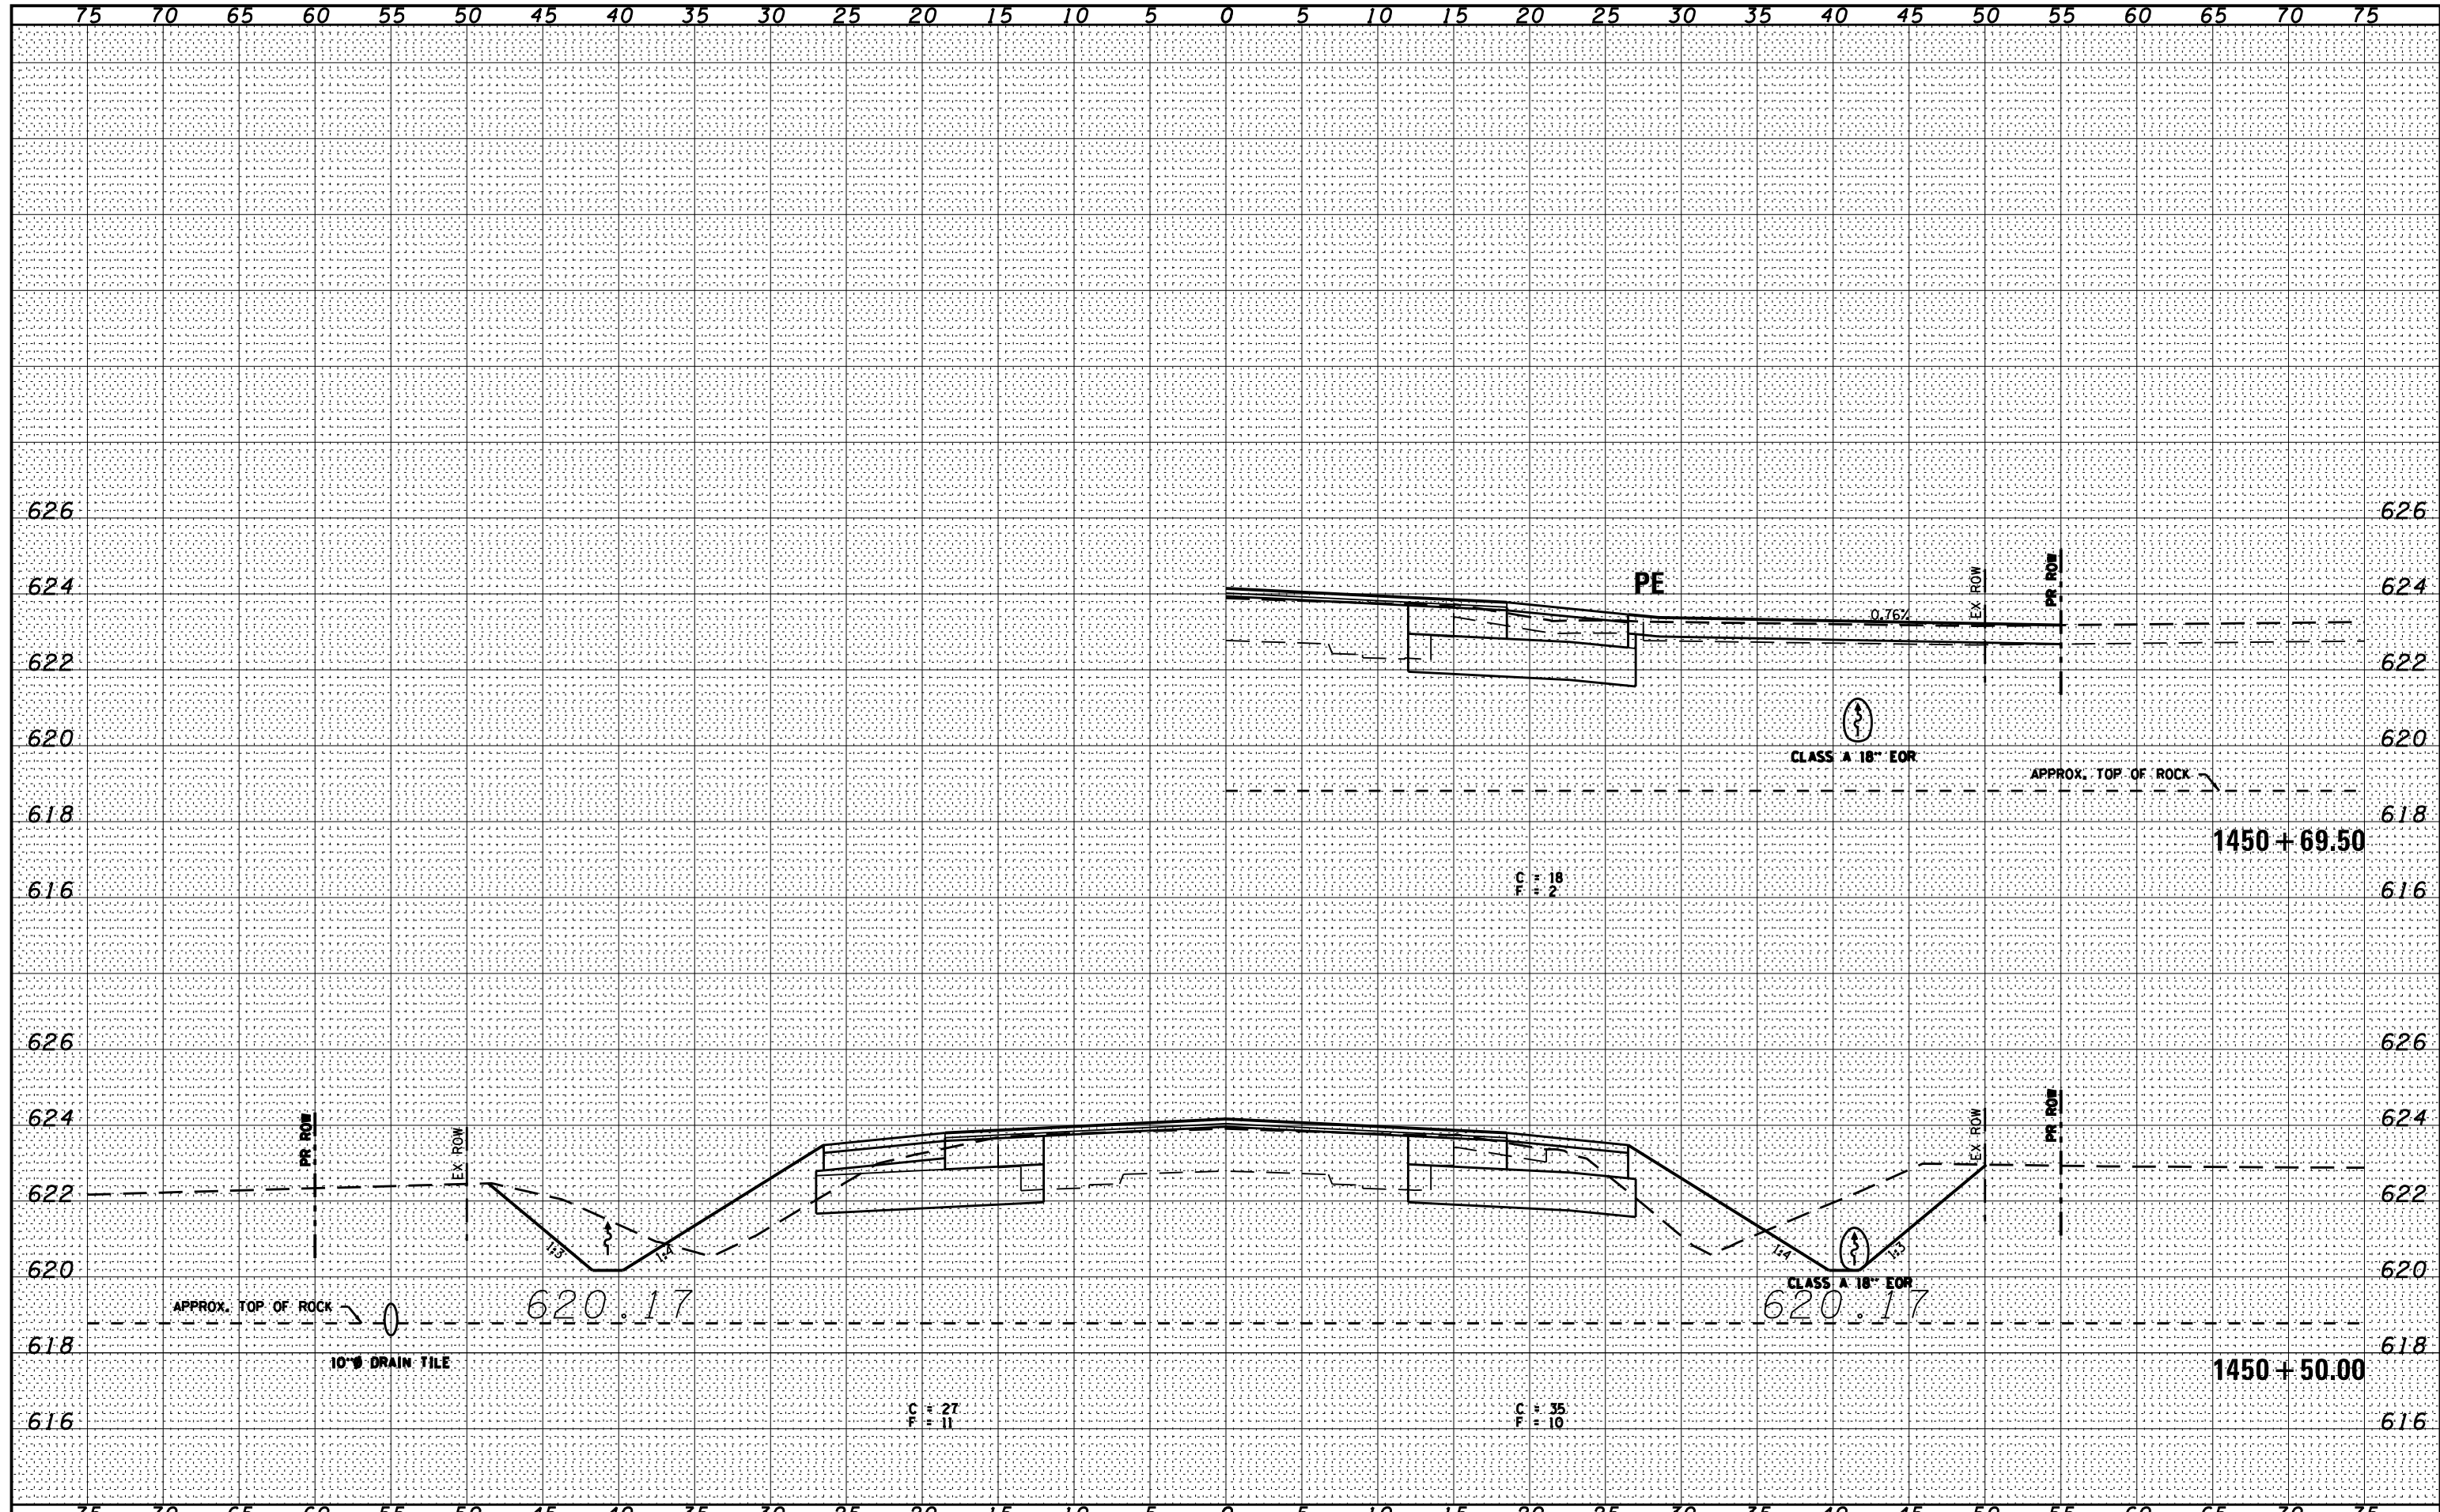 75 70 65 60 55 50 45 40 35 30 25 20 15 10 5 0 5 10 15 20 25 30 35 40 45 50 55 60 65 70 75
626 626
EX ROW
PR ROW
624 PE 624
0.76%
622 622
620 620
CLASS A 18" EOR
APPROX. TOP OF ROCK
618 618
1450 + 69.50
C = 18
F = 2
616 616
626 626
PR ROW
EX ROW
EX ROW
PR ROW
624 624
622 622
1:3
1:4
1:4
1:3
620 620
CLASS A 18" EOR
APPROX. TOP OF ROCK
620.17
620.17
618 618
10"Ø DRAIN TILE
1450 + 50.00
C = 27
F = 11
C = 35
F = 10
616 616
75 70 65 60 55 50 45 40 35 30 25 20 15 10 5 0 5 10 15 20 25 30 35 40 45 50 55 60 65 70 75